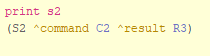 print s2
(S2 ^command C2 ^result R3)